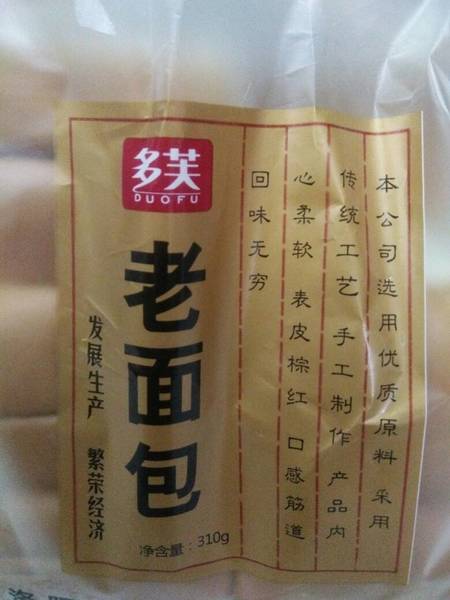 多芙
DUOFU
老面包
发展生产 繁荣经济
净含量：310g
本公司选用优质原料 采用
传统工艺 手工制作 产品内
心柔软 表皮棕红 口感筋道
回味无穷